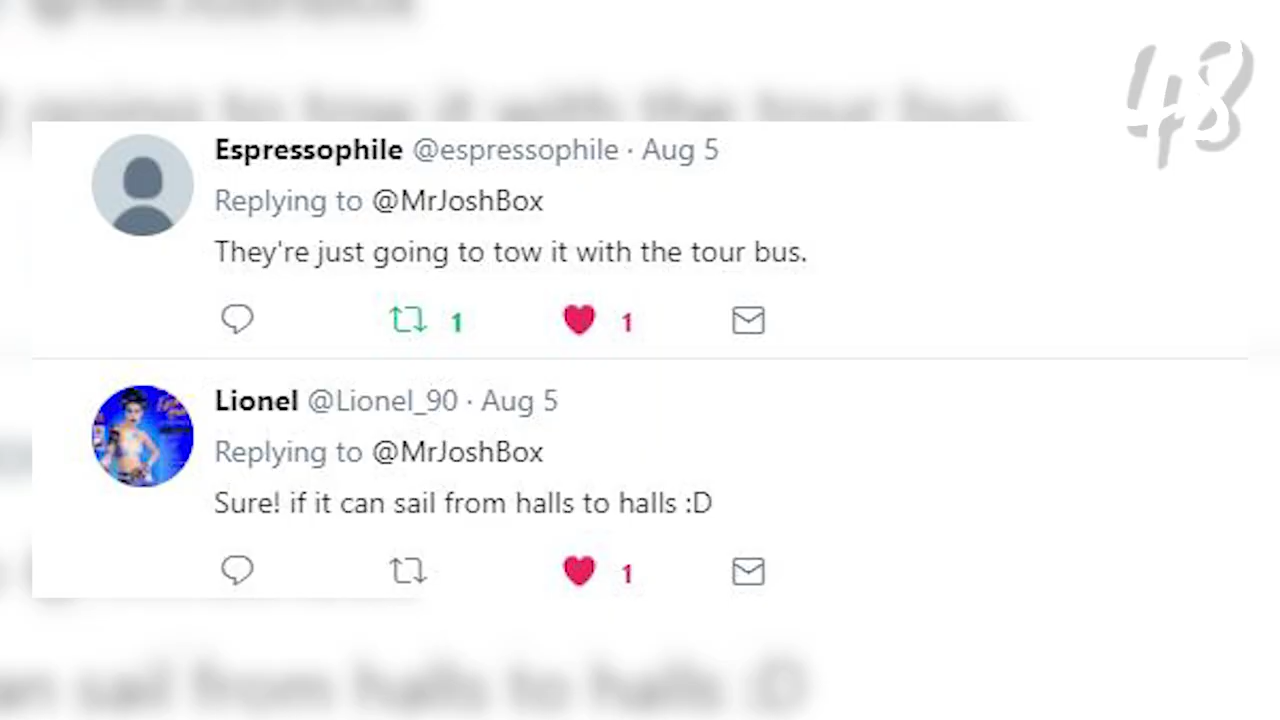 48
Espressophile @espressophile · Aug 5
Replying to @MrJoshBox
They're just going to tow it with the tour bus.
1 1
Lionel @Lionel_90 · Aug 5
Replying to @MrJoshBox
Sure! if it can sail from halls to halls :D
1